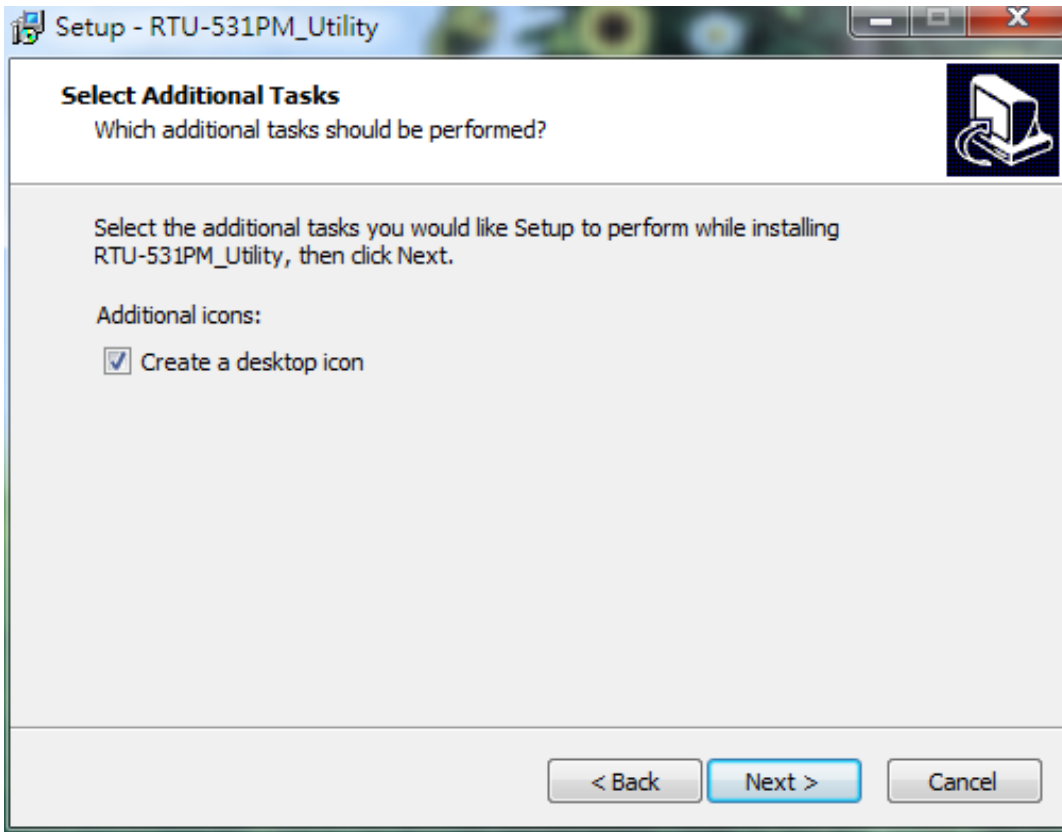 Setup - RTU-531PM_Utility
Select Additional Tasks
Which additional tasks should be performed?
Select the additional tasks you would like Setup to perform while installing
RTU-531PM_Utility, then click Next.
Additional icons:
Create a desktop icon
< Back
Next >
Cancel